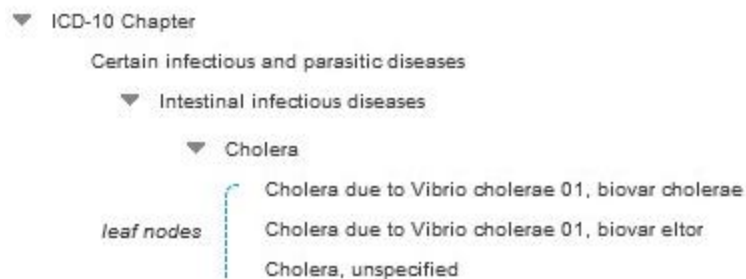 ICD-10 Chapter
Certain infectious and parasitic diseases
Intestinal infectious diseases
Cholera
Cholera due to Vibrio cholerae 01, biovar cholerae
leaf nodes Cholera due to Vibrio cholerae 01, biovar eltor
Cholera, unspecified